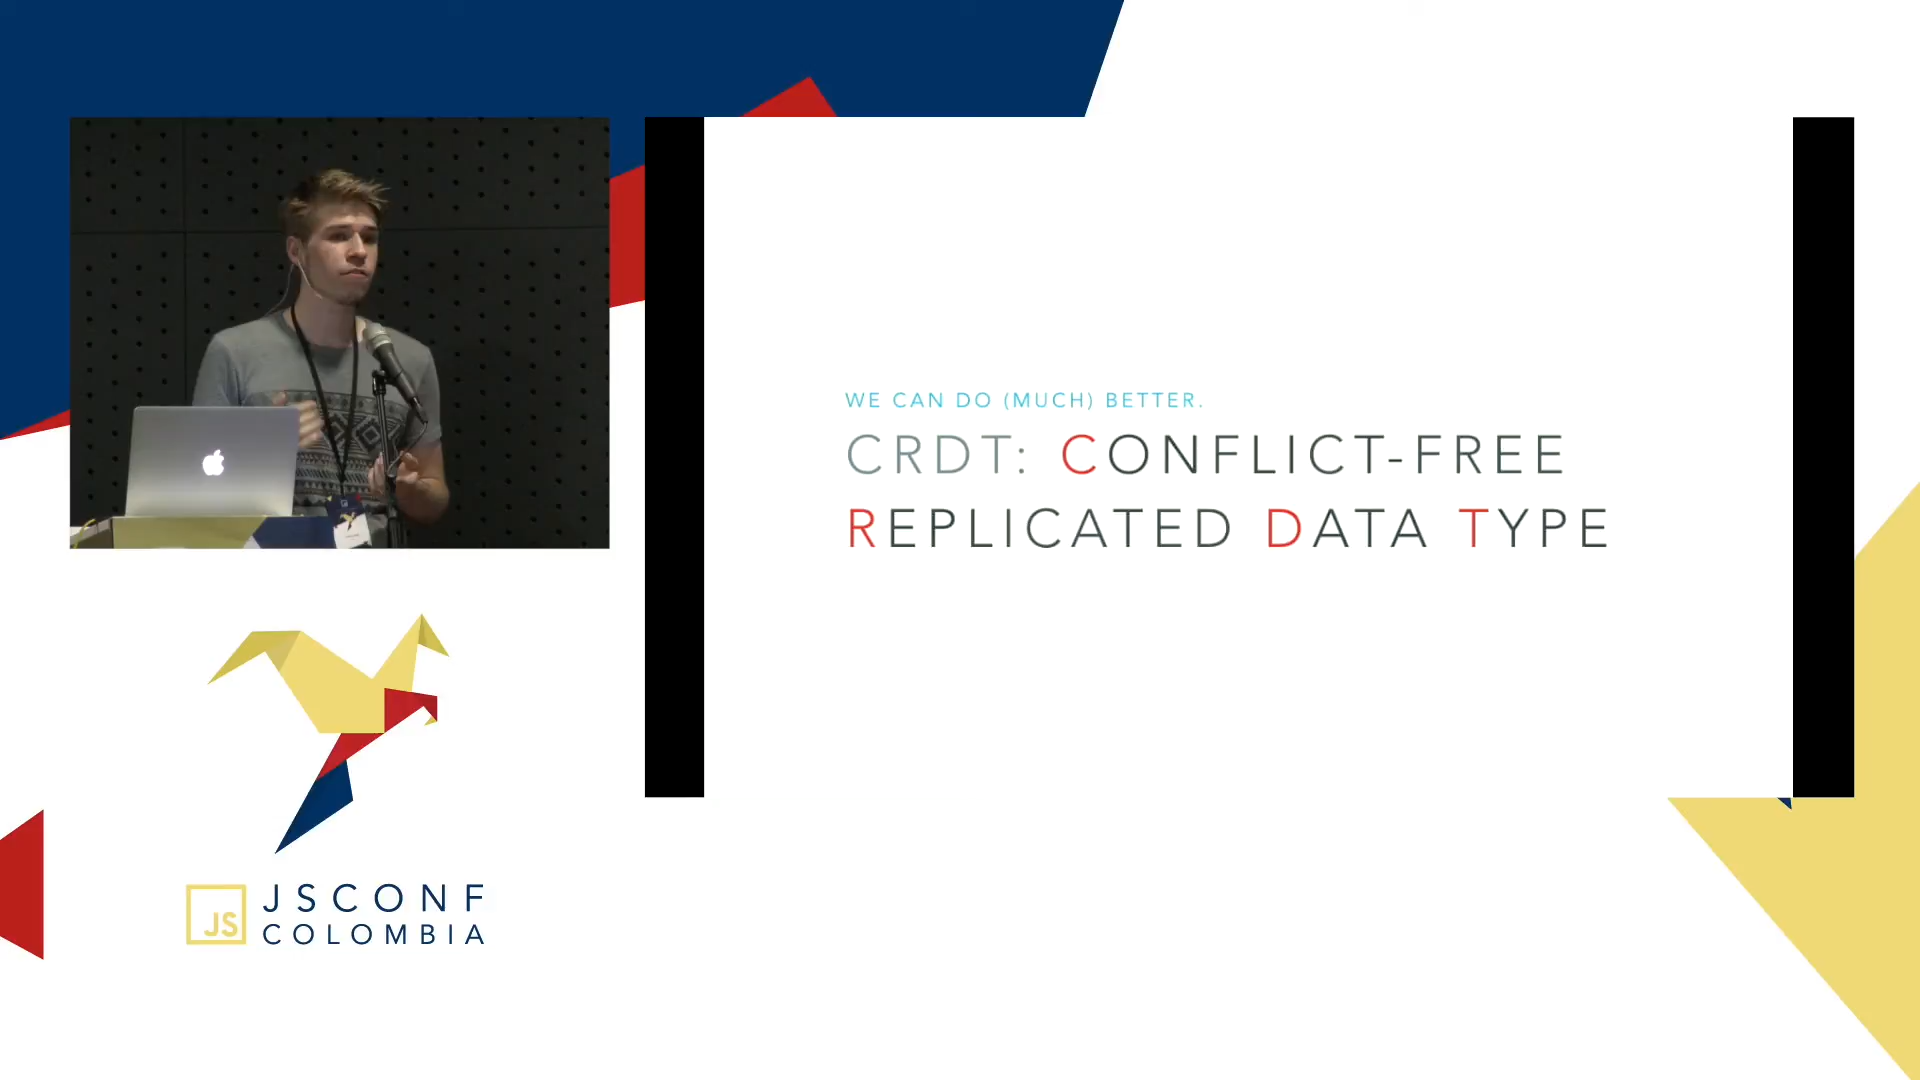 WE CAN DO (MUCH) BETTER.
CRDT: CONFLICT-FREE
REPLICATED DATA TYPE
JS
JSCONF
COLOMBIA